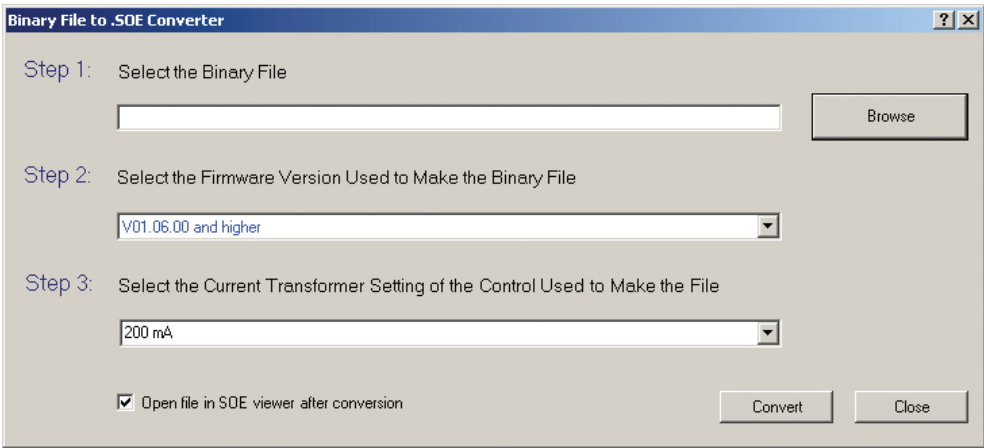 Binary File to .SOE Converter
Step 1: Select the Binary File
Browse
Step 2: Select the Firmware Version Used to Make the Binary File
V01.06.00 and higher
Step 3: Select the Current Transformer Setting of the Control Used to Make the File
200 mA
Open file in SOE viewer after conversion
Convert
Close